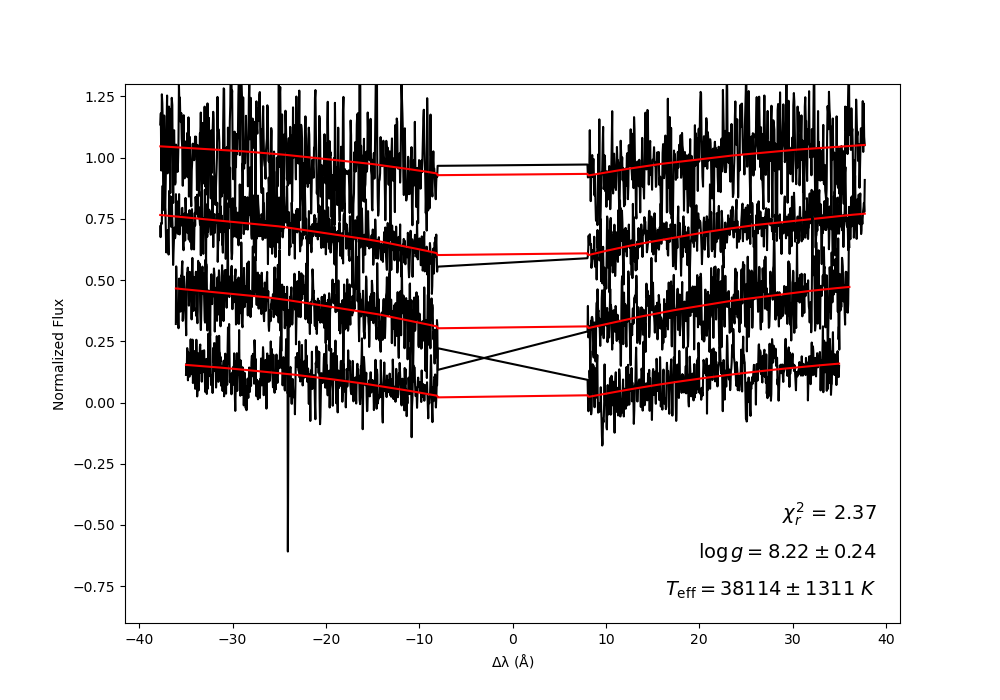 1.25
1.00
0.75
0.50
0.25
0.00
−0.25
−0.50
−0.75
Normalized Flux
χ²ᵣ = 2.37
log g = 8.22 ± 0.24
T_eff = 38114 ± 1311 K
−40 −30 −20 −10 0 10 20 30 40
Δλ (Å)